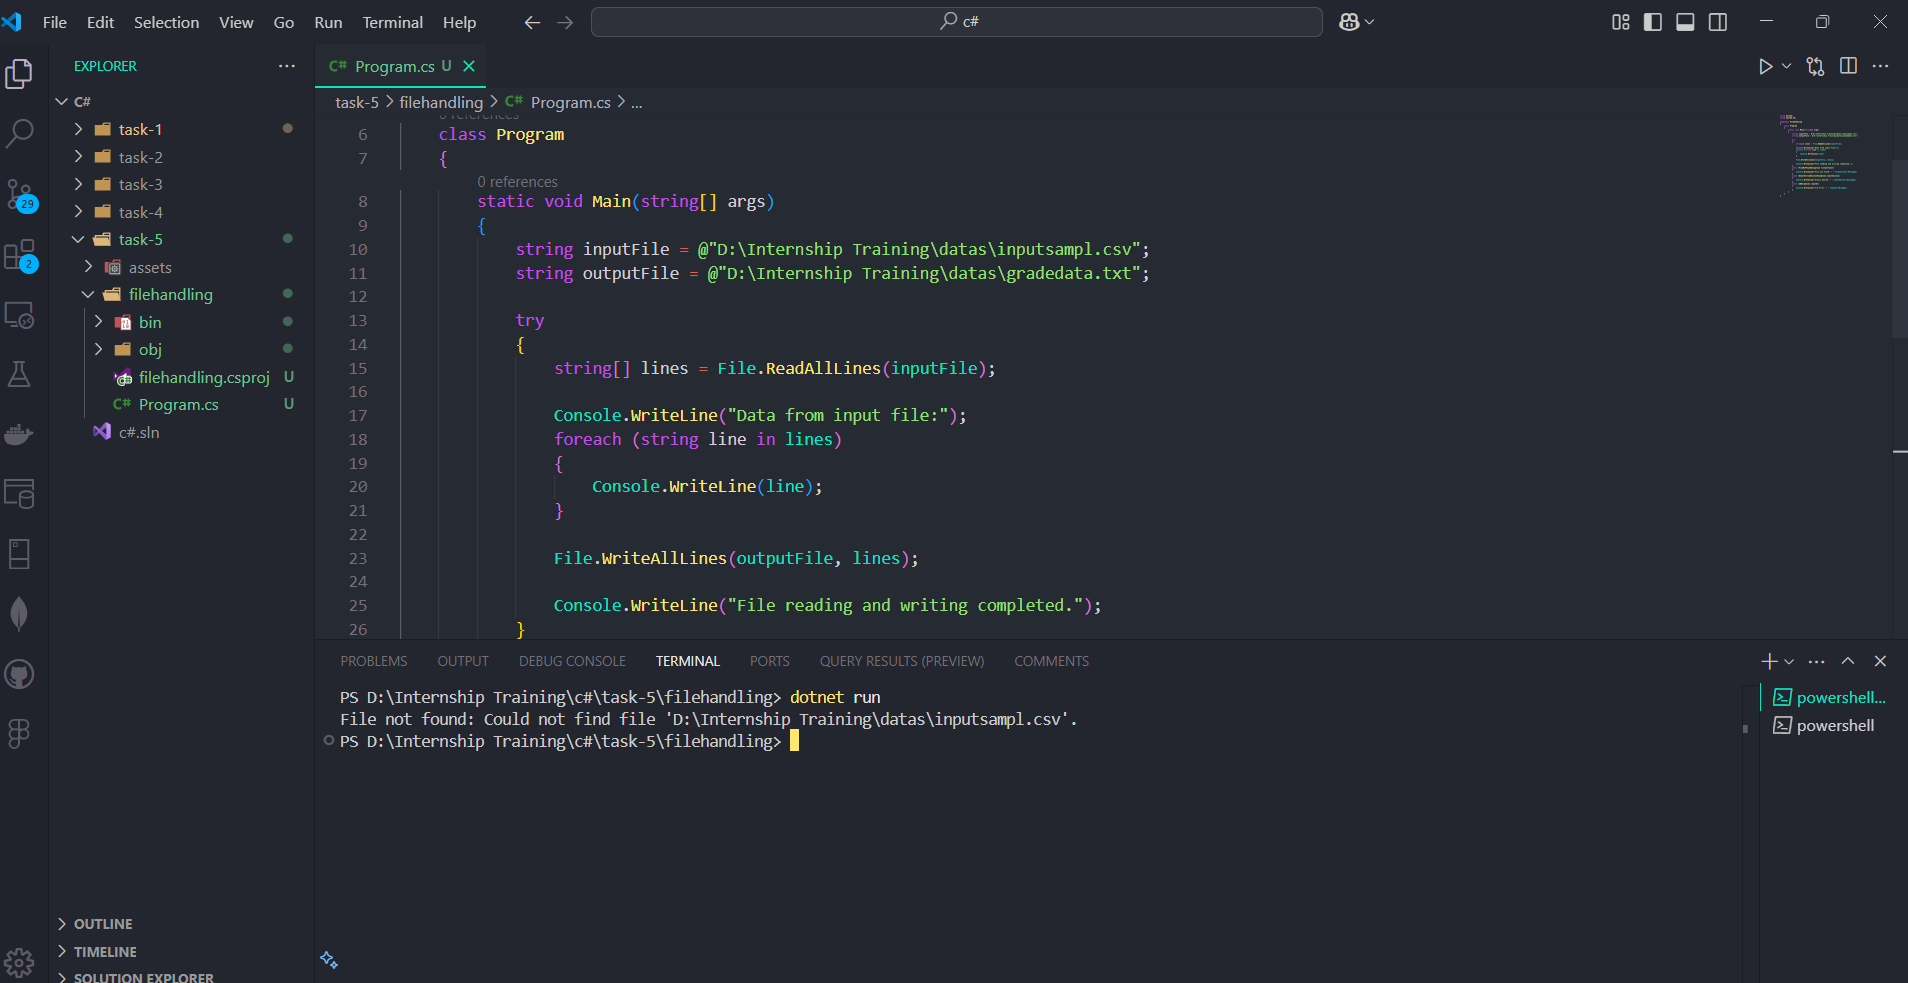 File Edit Selection View Go Run Terminal Help
c#
EXPLORER
C#
task-1
task-2
task-3
task-4
task-5
assets
filehandling
bin
obj
filehandling.csproj U
C# Program.cs U
c#.sln
OUTLINE
TIMELINE
SOLUTION EXPLORER
29
2
C# Program.cs U
task-5 > filehandling > C# Program.cs > ...
0 references
6 class Program
7 {
0 references
8 static void Main(string[] args)
9 {
10 string inputFile = @"D:\Internship Training\datas\inputsampl.csv";
11 string outputFile = @"D:\Internship Training\datas\gradedata.txt";
12
13 try
14 {
15 string[] lines = File.ReadAllLines(inputFile);
16
17 Console.WriteLine("Data from input file:");
18 foreach (string line in lines)
19 {
20 Console.WriteLine(line);
21 }
22
23 File.WriteAllLines(outputFile, lines);
24
25 Console.WriteLine("File reading and writing completed.");
26 }
PROBLEMS OUTPUT DEBUG CONSOLE TERMINAL PORTS QUERY RESULTS (PREVIEW) COMMENTS
PS D:\Internship Training\c#\task-5\filehandling> dotnet run
File not found: Could not find file 'D:\Internship Training\datas\inputsampl.csv'.
PS D:\Internship Training\c#\task-5\filehandling>
powershell...
powershell